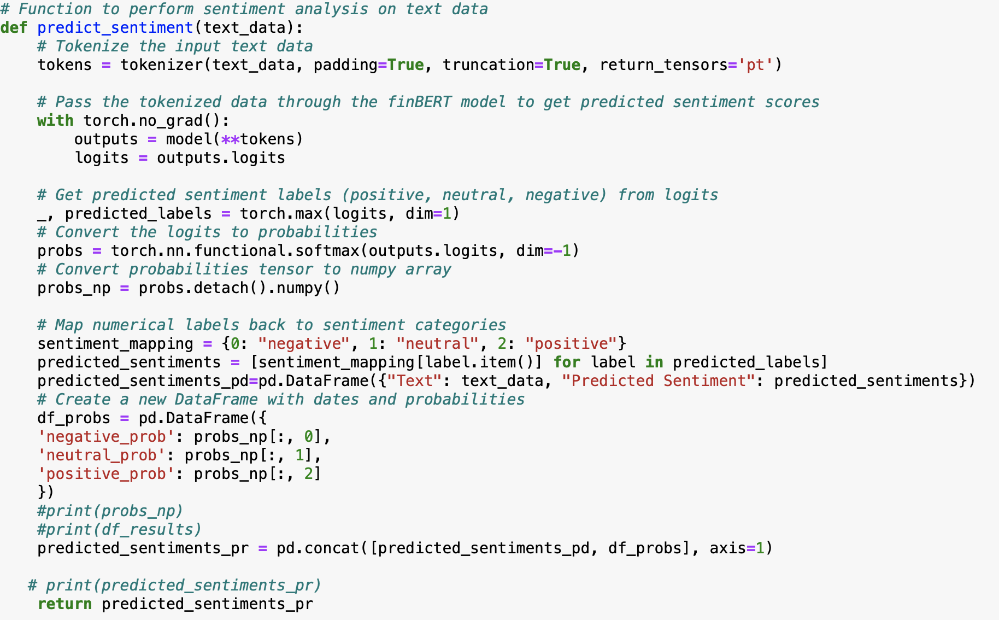 # Function to perform sentiment analysis on text data
def predict_sentiment(text_data):
    # Tokenize the input text data
    tokens = tokenizer(text_data, padding=True, truncation=True, return_tensors='pt')

    # Pass the tokenized data through the finBERT model to get predicted sentiment scores
    with torch.no_grad():
        outputs = model(**tokens)
        logits = outputs.logits

    # Get predicted sentiment labels (positive, neutral, negative) from logits
    _, predicted_labels = torch.max(logits, dim=1)
    # Convert the logits to probabilities
    probs = torch.nn.functional.softmax(outputs.logits, dim=-1)
    # Convert probabilities tensor to numpy array
    probs_np = probs.detach().numpy()

    # Map numerical labels back to sentiment categories
    sentiment_mapping = {0: "negative", 1: "neutral", 2: "positive"}
    predicted_sentiments = [sentiment_mapping[label.item()] for label in predicted_labels]
    predicted_sentiments_pd=pd.DataFrame({"Text": text_data, "Predicted Sentiment": predicted_sentiments})
    # Create a new DataFrame with dates and probabilities
    df_probs = pd.DataFrame({
    'negative_prob': probs_np[:, 0],
    'neutral_prob': probs_np[:, 1],
    'positive_prob': probs_np[:, 2]
    })
    #print(probs_np)
    #print(df_results)
    predicted_sentiments_pr = pd.concat([predicted_sentiments_pd, df_probs], axis=1)

   # print(predicted_sentiments_pr)
    return predicted_sentiments_pr